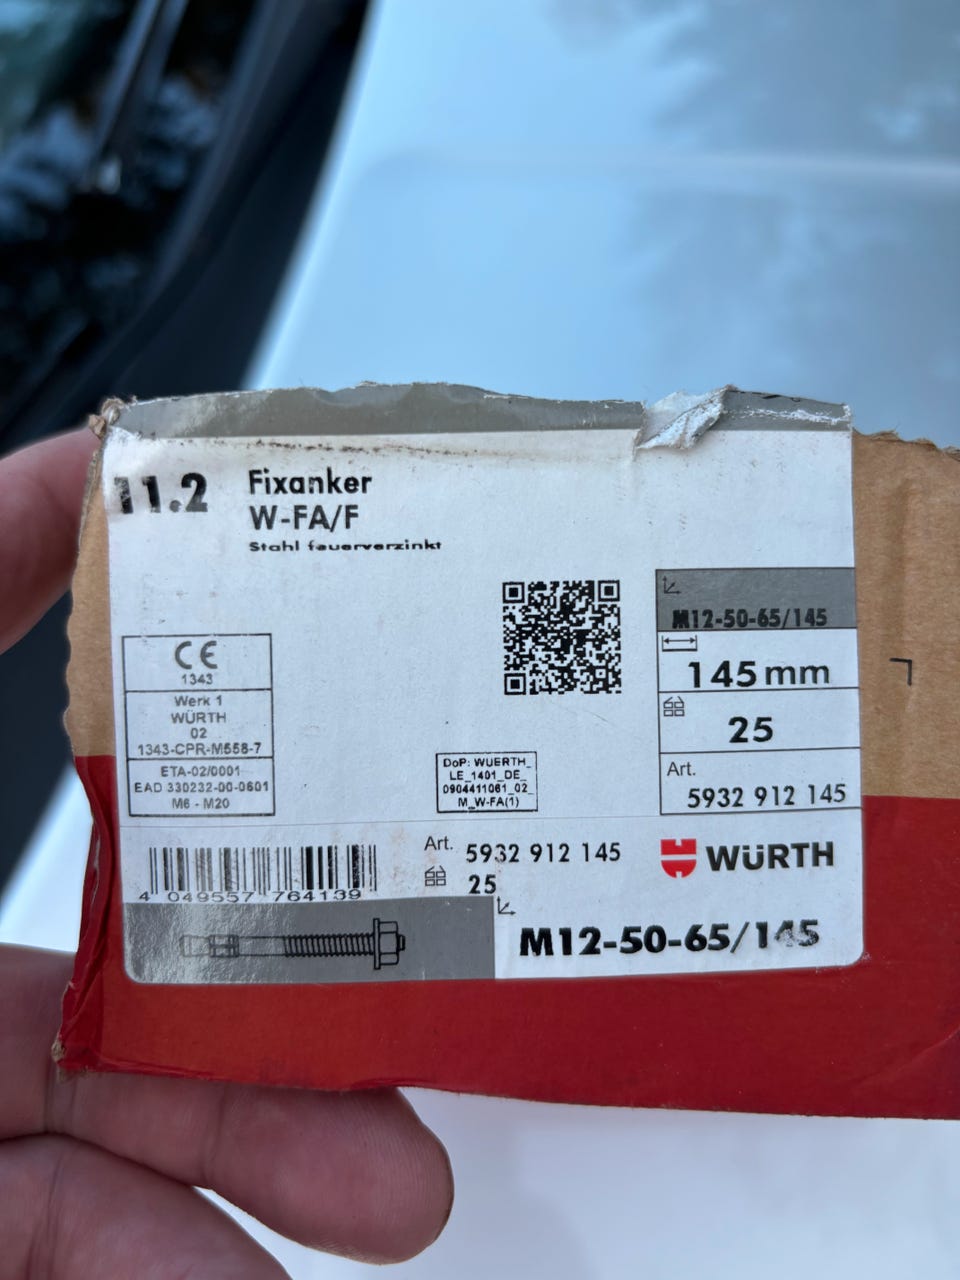 11.2
Fixanker
W-FA/F
Stahl feuerverzinkt
M12-50-65/145
145 mm
25
Art.
5932 912 145
CE
1343
Werk 1
WÜRTH
02
1343-CPR-M558-7
ETA-02/0001
EAD 330232-00-0601
M6 - M20
DoP: WUERTH_
LE_1401_DE_
0904411061_02_
M_W-FA(1)
4 049557 764139
Art. 5932 912 145
25
WÜRTH
M12-50-65/145